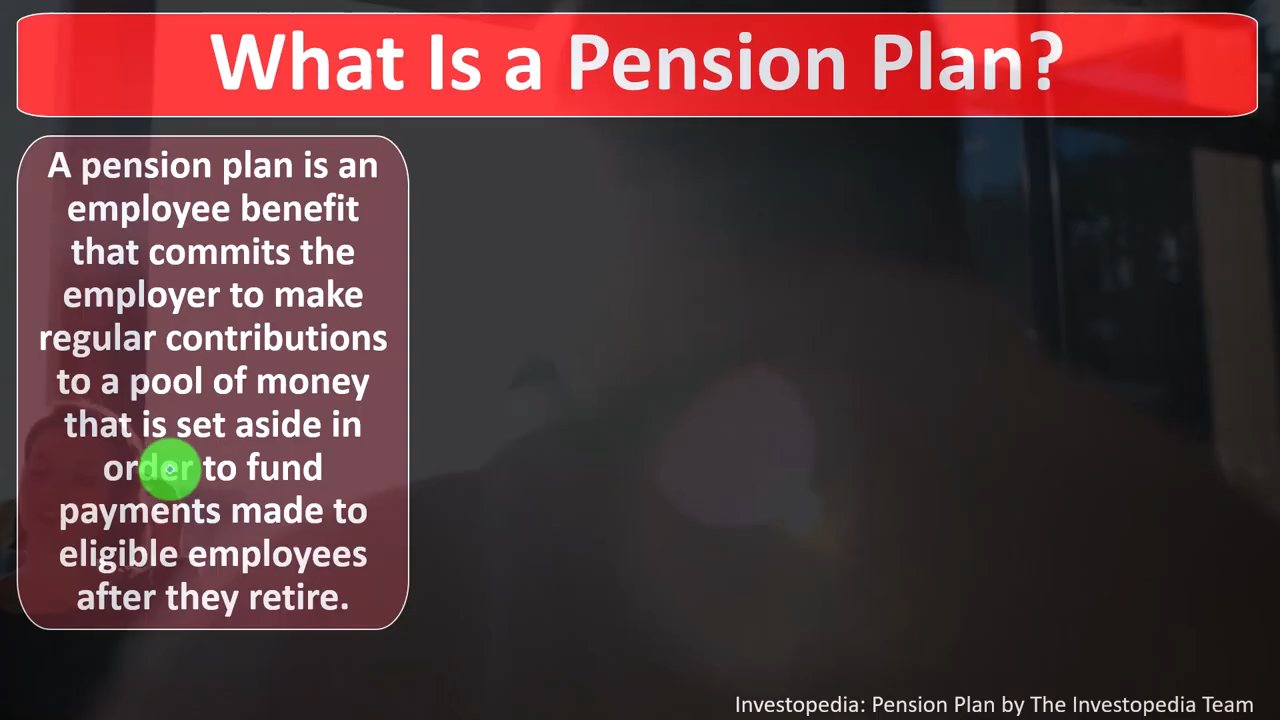 What Is a Pension Plan?
A pension plan is an
employee benefit
that commits the
employer to make
regular contributions
to a pool of money
that is set aside in
order to fund
payments made to
eligible employees
after they retire.
Investopedia: Pension Plan by The Investopedia Team